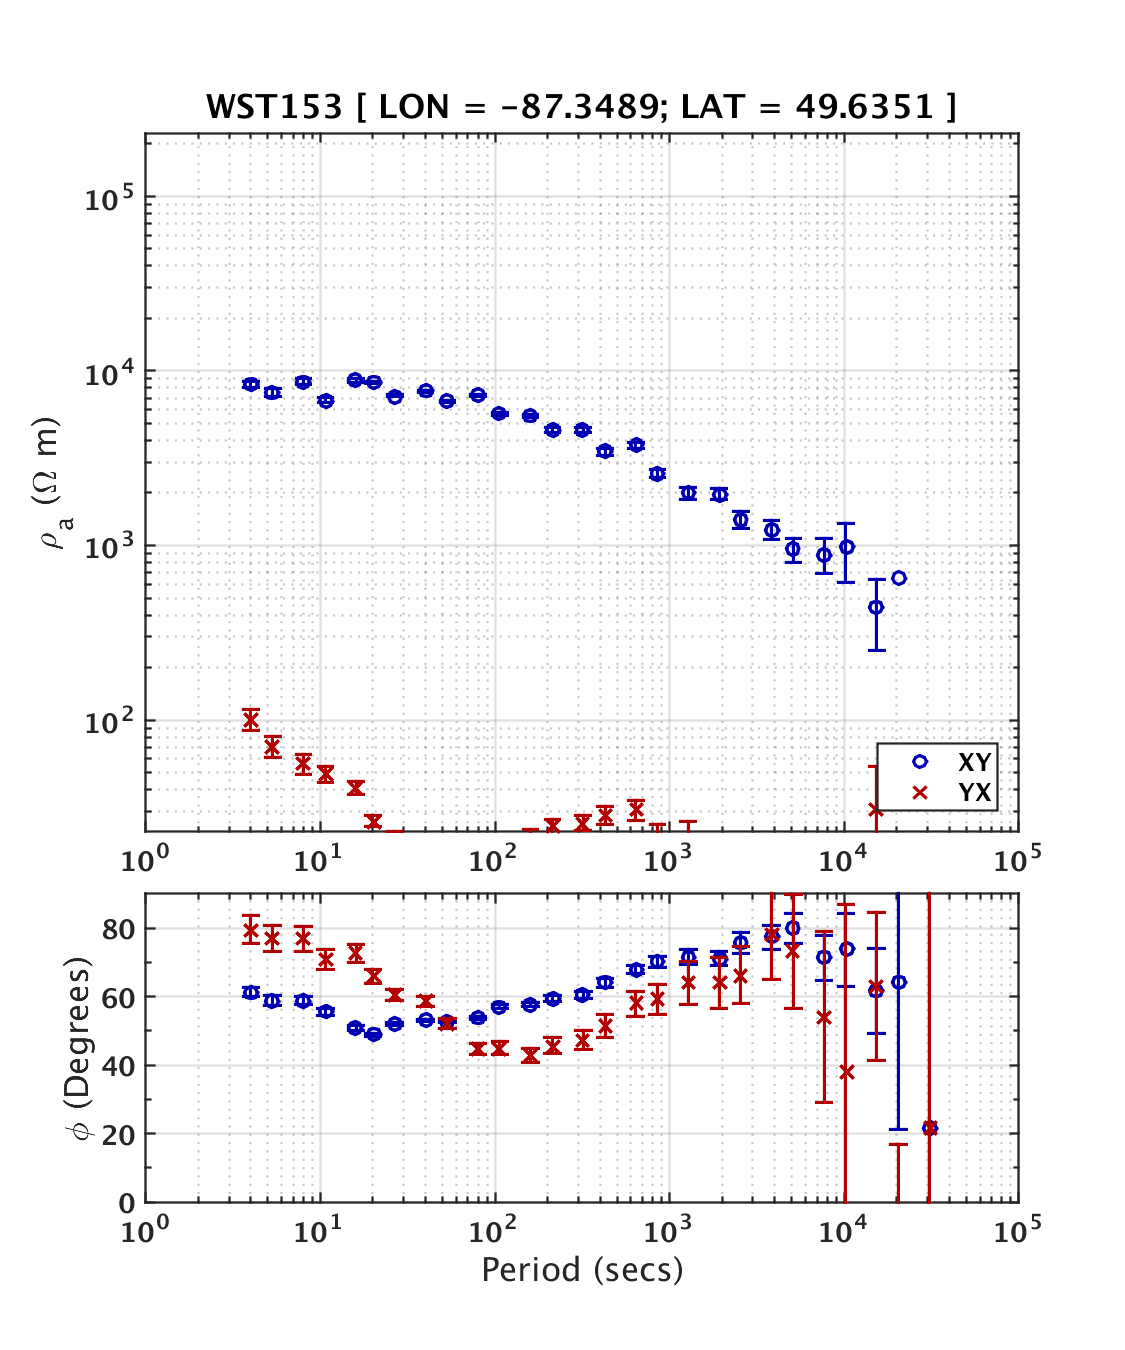 WST153 [ LON = -87.3489; LAT = 49.6351 ]
ρa (Ω m)
10^5
10^4
10^3
10^2
XY
YX
10^0 10^1 10^2 10^3 10^4 10^5
ϕ (Degrees)
80
60
40
20
0
10^0 10^1 10^2 10^3 10^4 10^5
Period (secs)